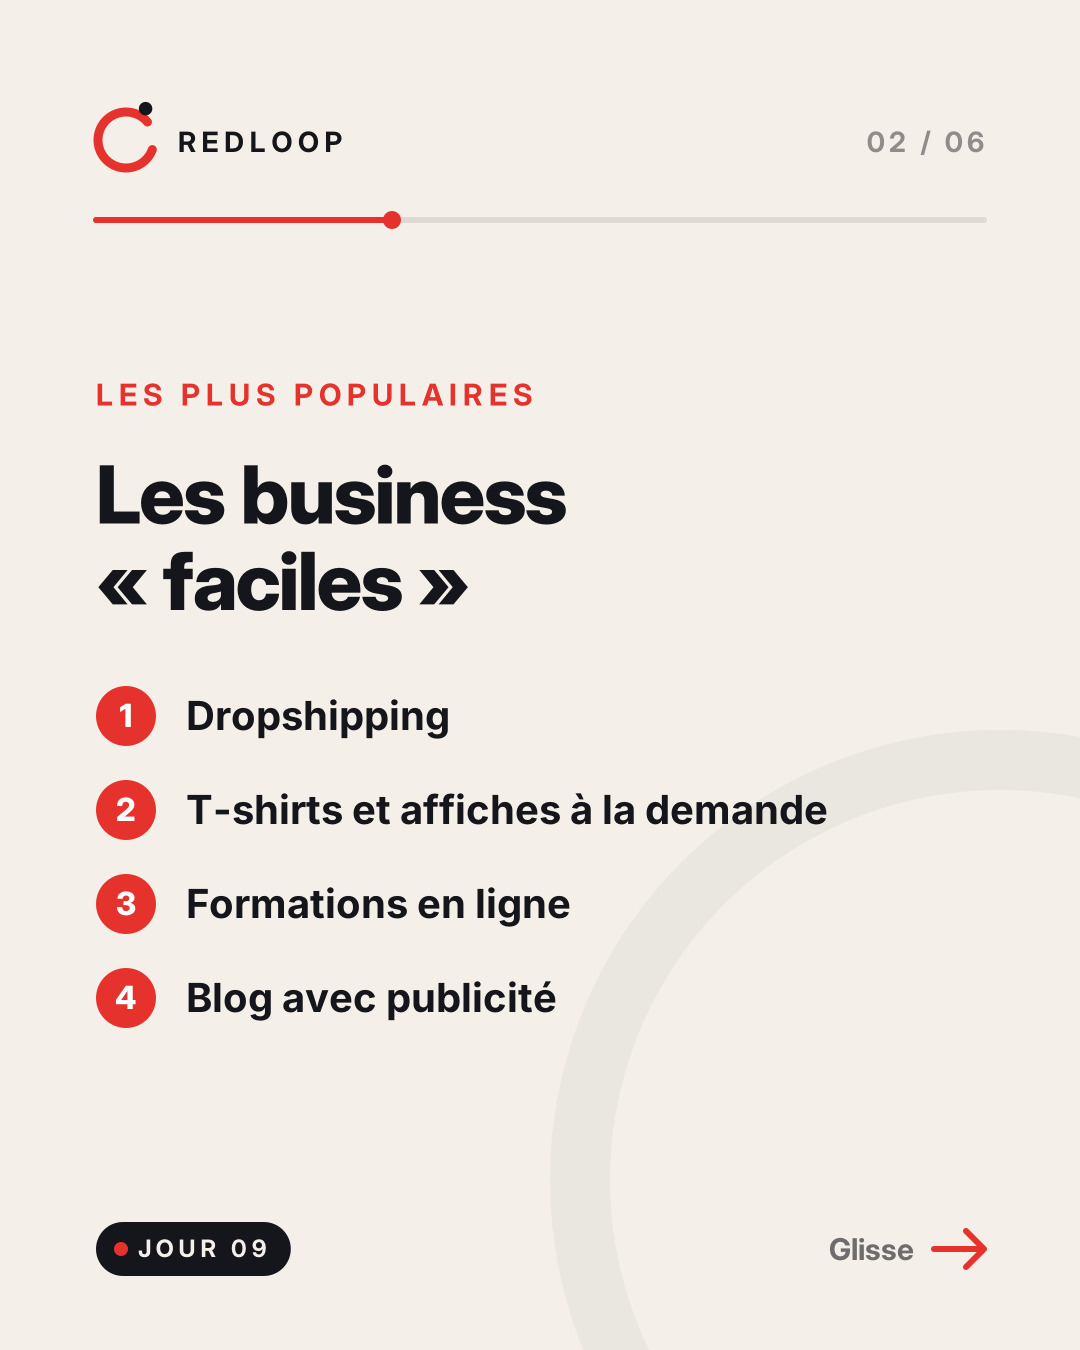 REDLOOP
02 / 06
LES PLUS POPULAIRES
Les business
« faciles »
1 Dropshipping
2 T-shirts et affiches à la demande
3 Formations en ligne
4 Blog avec publicité
JOUR 09
Glisse